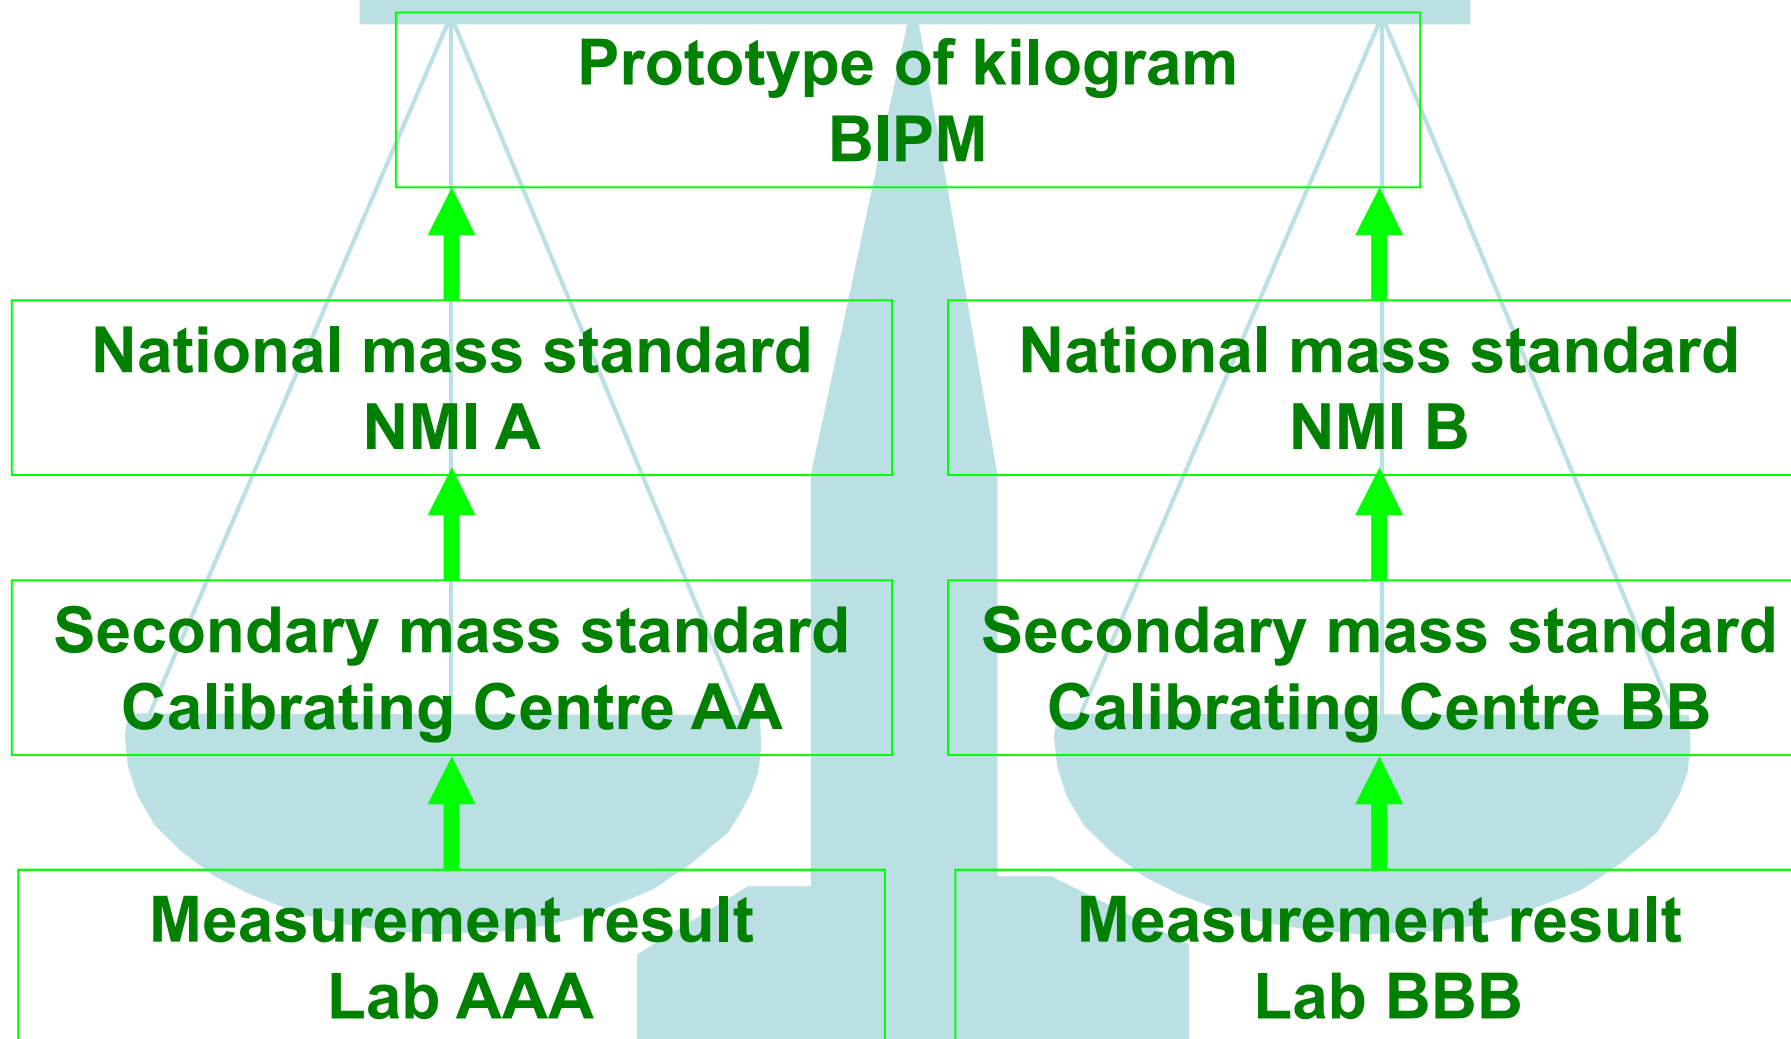 Prototype of kilogram
BIPM
National mass standard
NMI A
National mass standard
NMI B
Secondary mass standard
Calibrating Centre AA
Secondary mass standard
Calibrating Centre BB
Measurement result
Lab AAA
Measurement result
Lab BBB